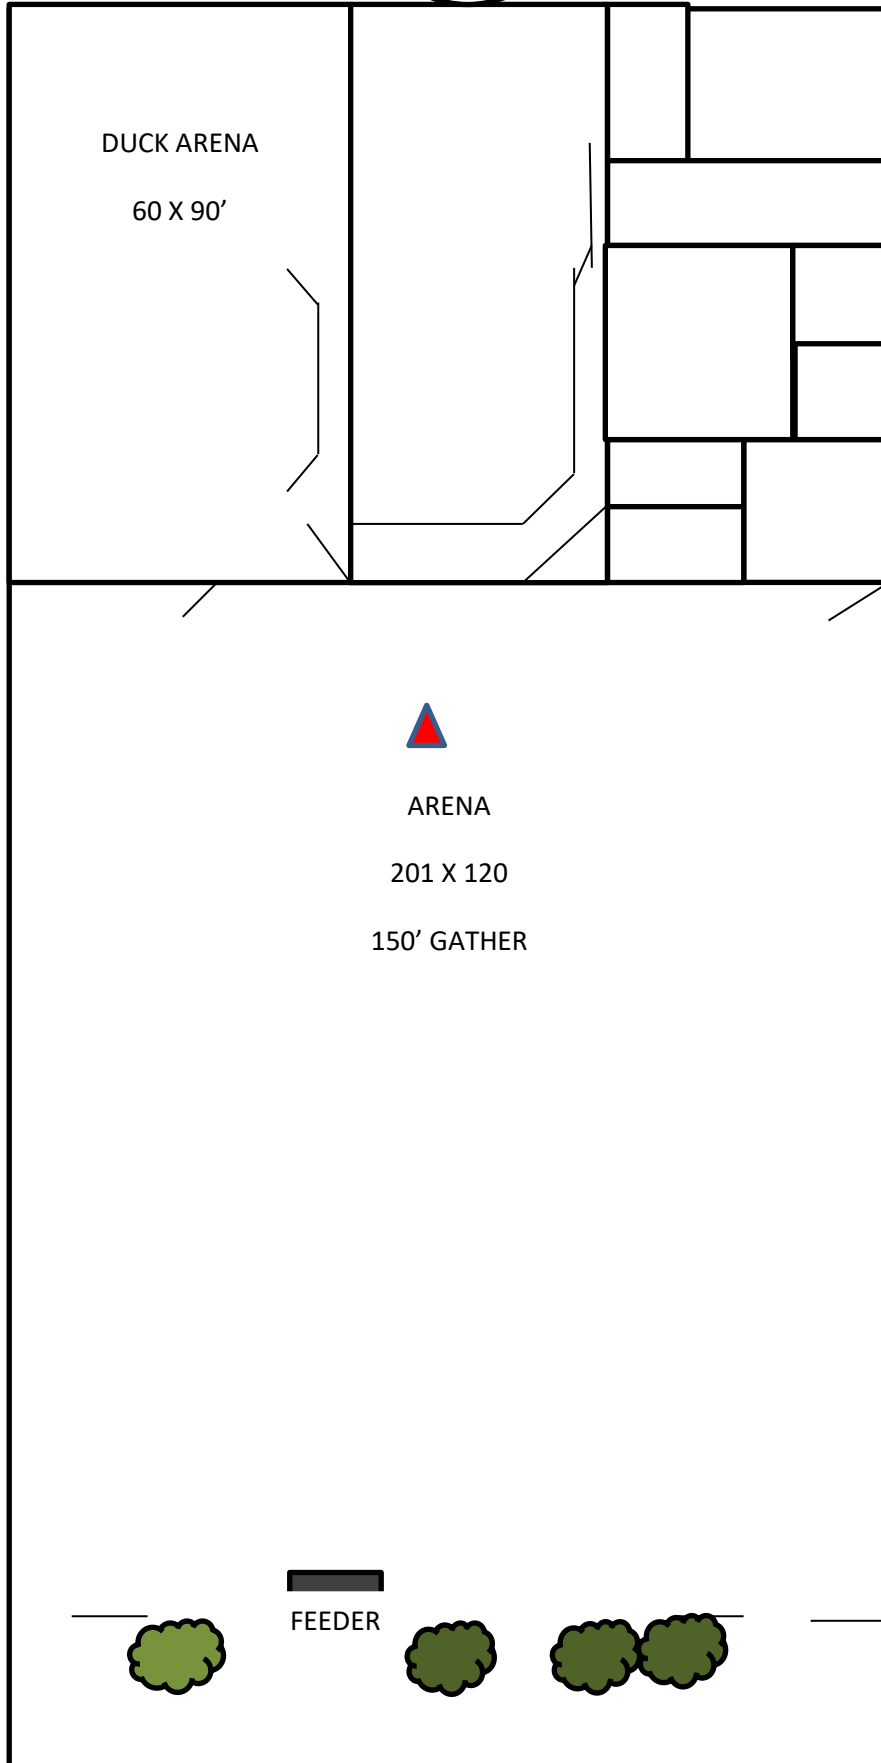 DUCK ARENA
60 X 90’
ARENA
201 X 120
150’ GATHER
FEEDER